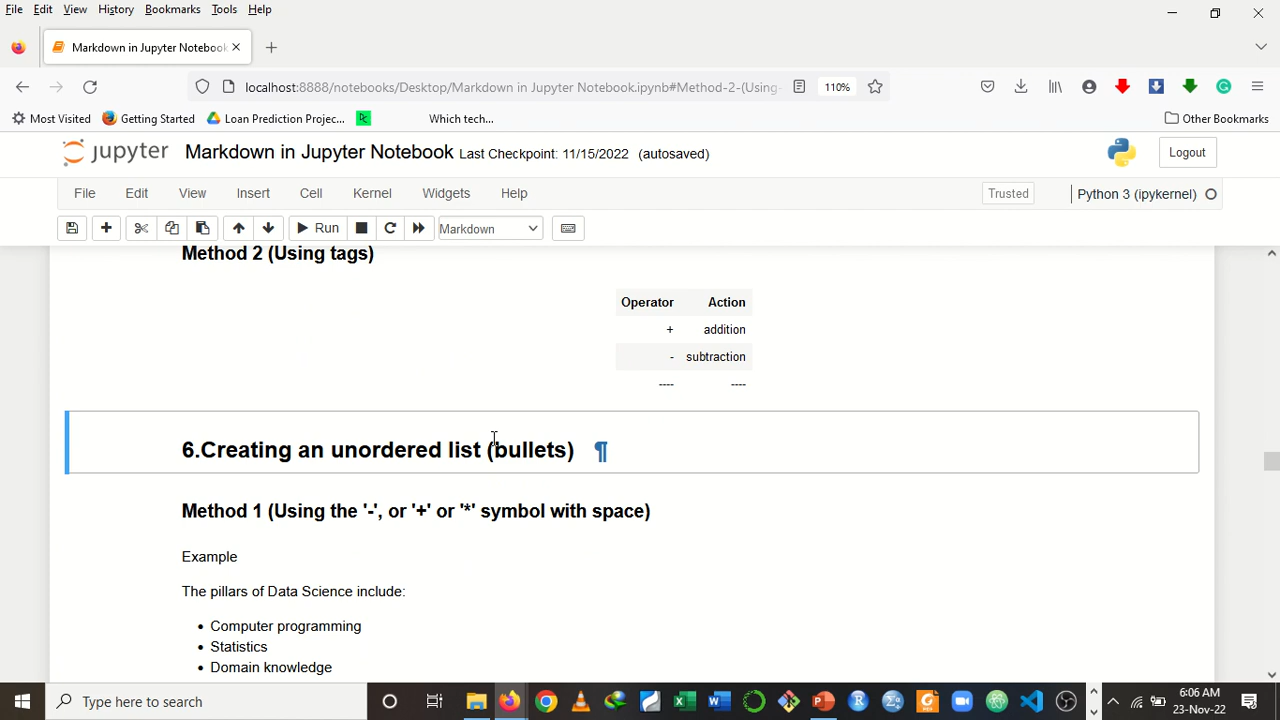 File Edit View History Bookmarks Tools Help
Markdown in Jupyter Notebook
localhost:8888/notebooks/Desktop/Markdown in Jupyter Notebook.ipynb#Method-2-(Using- 110%
Most Visited Getting Started Loan Prediction Projec... Which tech... Other Bookmarks
jupyter Markdown in Jupyter Notebook Last Checkpoint: 11/15/2022 (autosaved) Logout
File Edit View Insert Cell Kernel Widgets Help Trusted Python 3 (ipykernel)
Run Markdown
Method 2 (Using tags)
Operator Action
+ addition
- subtraction
---- ----
6.Creating an unordered list (bullets) ¶
Method 1 (Using the '-', or '+' or '*' symbol with space)
Example
The pillars of Data Science include:
• Computer programming
• Statistics
• Domain knowledge
Type here to search 6:06 AM
23-Nov-22